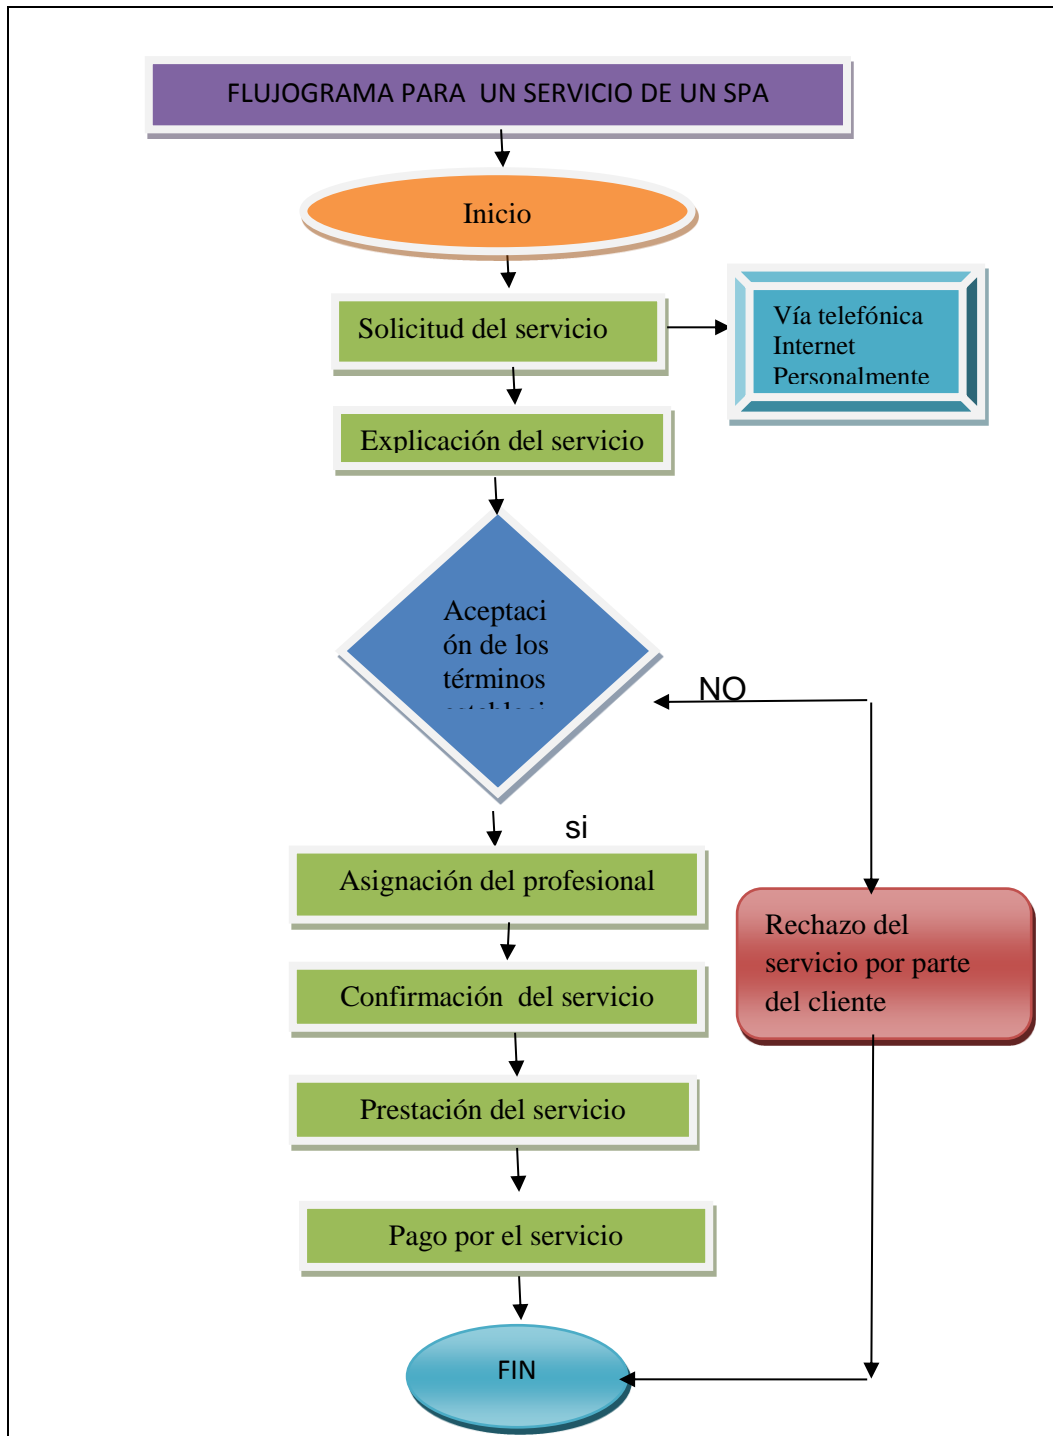 FLUJOGRAMA PARA UN SERVICIO DE UN SPA
Inicio
Solicitud del servicio
Vía telefónica
Internet
Personalmente
Explicación del servicio
Aceptaci
ón de los
términos
NO
si
Asignación del profesional
Rechazo del
servicio por parte
del cliente
Confirmación del servicio
Prestación del servicio
Pago por el servicio
FIN